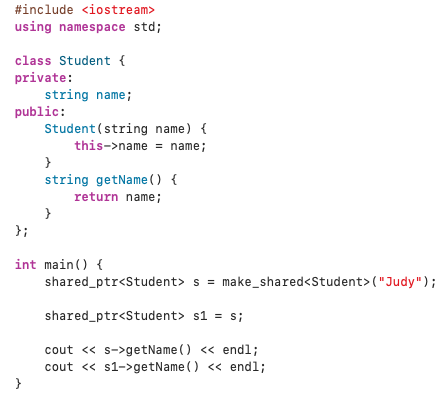 #include <iostream>
using namespace std;

class Student {
private:
    string name;
public:
    Student(string name) {
        this->name = name;
    }
    string getName() {
        return name;
    }
};

int main() {
    shared_ptr<Student> s = make_shared<Student>("Judy");

    shared_ptr<Student> s1 = s;

    cout << s->getName() << endl;
    cout << s1->getName() << endl;
}